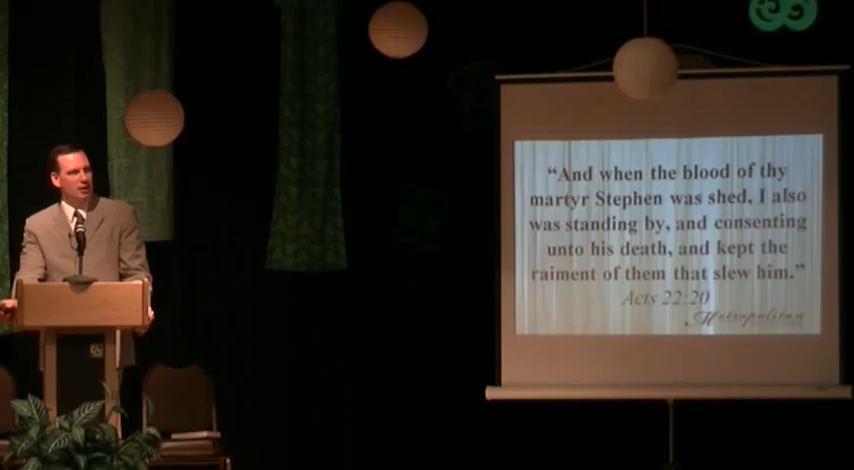 “And when the blood of thy
martyr Stephen was shed, I also
was standing by, and consenting
unto his death, and kept the
raiment of them that slew him.”
Acts 22:20
Metropolitan